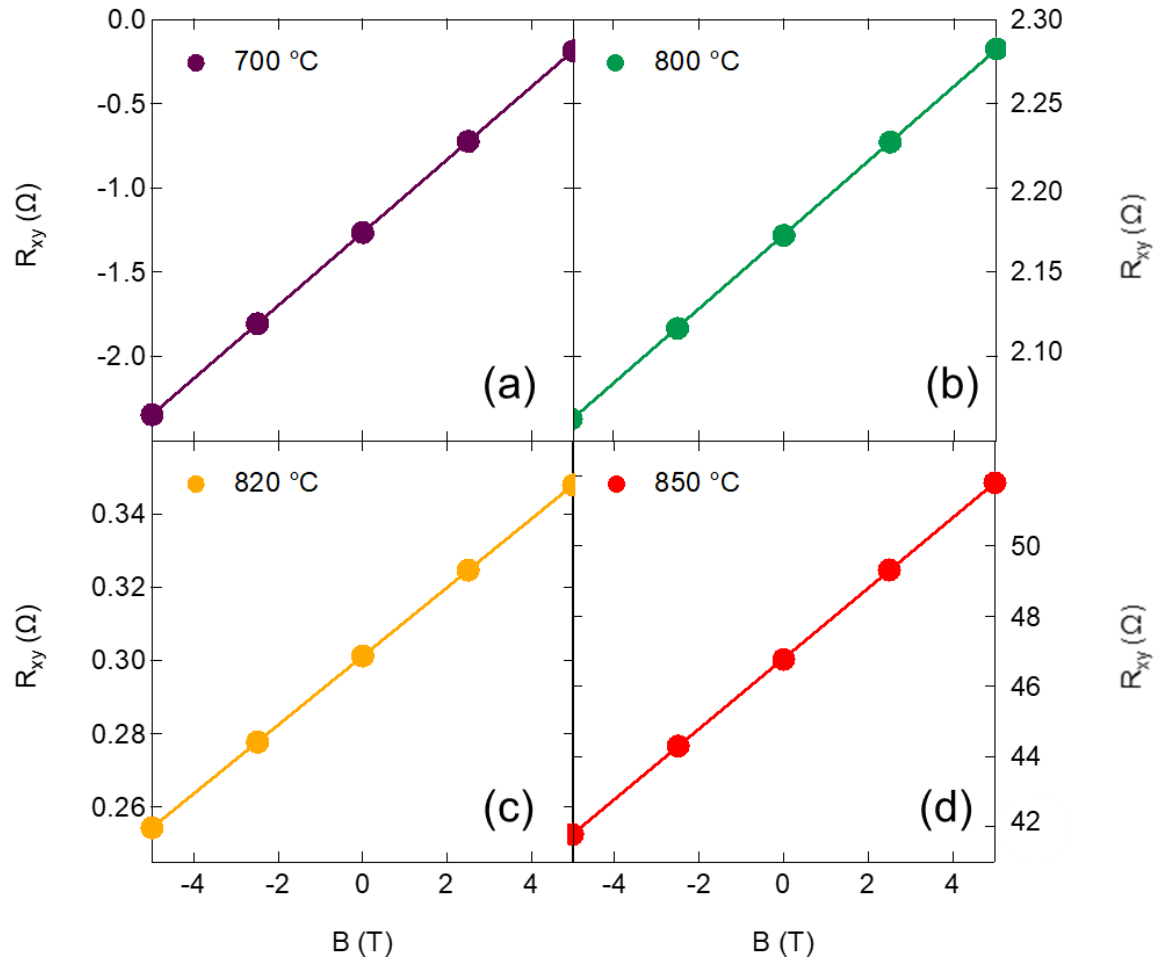 0.0
-0.5
-1.0
-1.5
-2.0
R_xy (Ω)
700 °C
(a)
800 °C
(b)
2.30
2.25
2.20
2.15
2.10
R_xy (Ω)
0.34
0.32
0.30
0.28
0.26
R_xy (Ω)
820 °C
(c)
850 °C
(d)
50
48
46
44
42
R_xy (Ω)
-4 -2 0 2 4
-4 -2 0 2 4
B (T)
B (T)